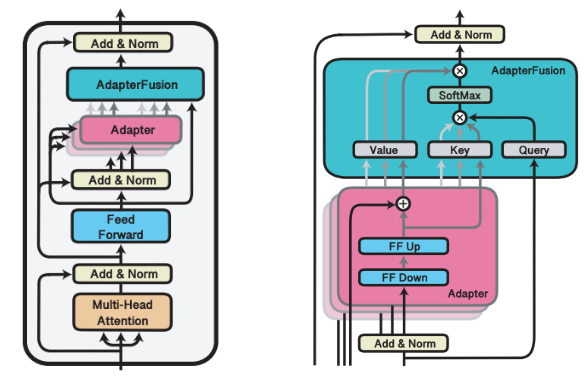 Add & Norm
AdapterFusion
Adapter
Add & Norm
Feed
Forward
Add & Norm
Multi-Head
Attention
Add & Norm
AdapterFusion
SoftMax
Value
Key
Query
FF Up
FF Down
Adapter
Add & Norm